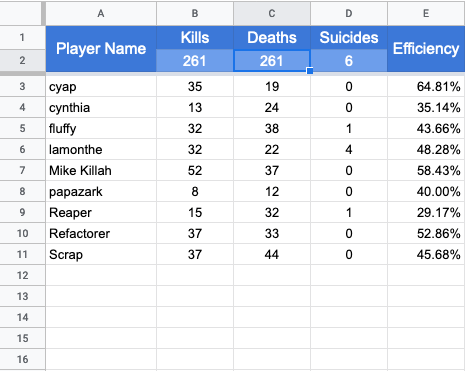 A B C D E
1 Player Name Kills Deaths Suicides Efficiency
2 261 261 6
3 cyap 35 19 0 64.81%
4 cynthia 13 24 0 35.14%
5 fluffy 32 38 1 43.66%
6 lamonthe 32 22 4 48.28%
7 Mike Killah 52 37 0 58.43%
8 papazark 8 12 0 40.00%
9 Reaper 15 32 1 29.17%
10 Refactorer 37 33 0 52.86%
11 Scrap 37 44 0 45.68%
12
13
14
15
16